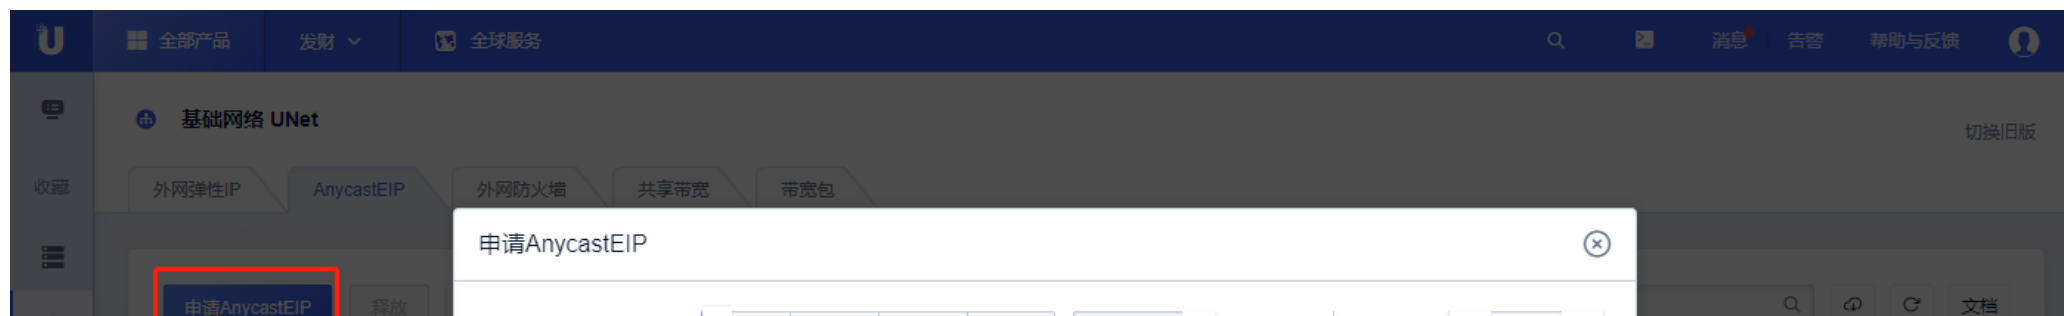 U 全部产品 发财 全球服务 消息 告警 帮助与反馈
基础网络 UNet
切换旧版
收藏 外网弹性IP AnycastEIP 外网防火墙 共享带宽 带宽包
申请AnycastEIP
申请AnycastEIP 释放 文档